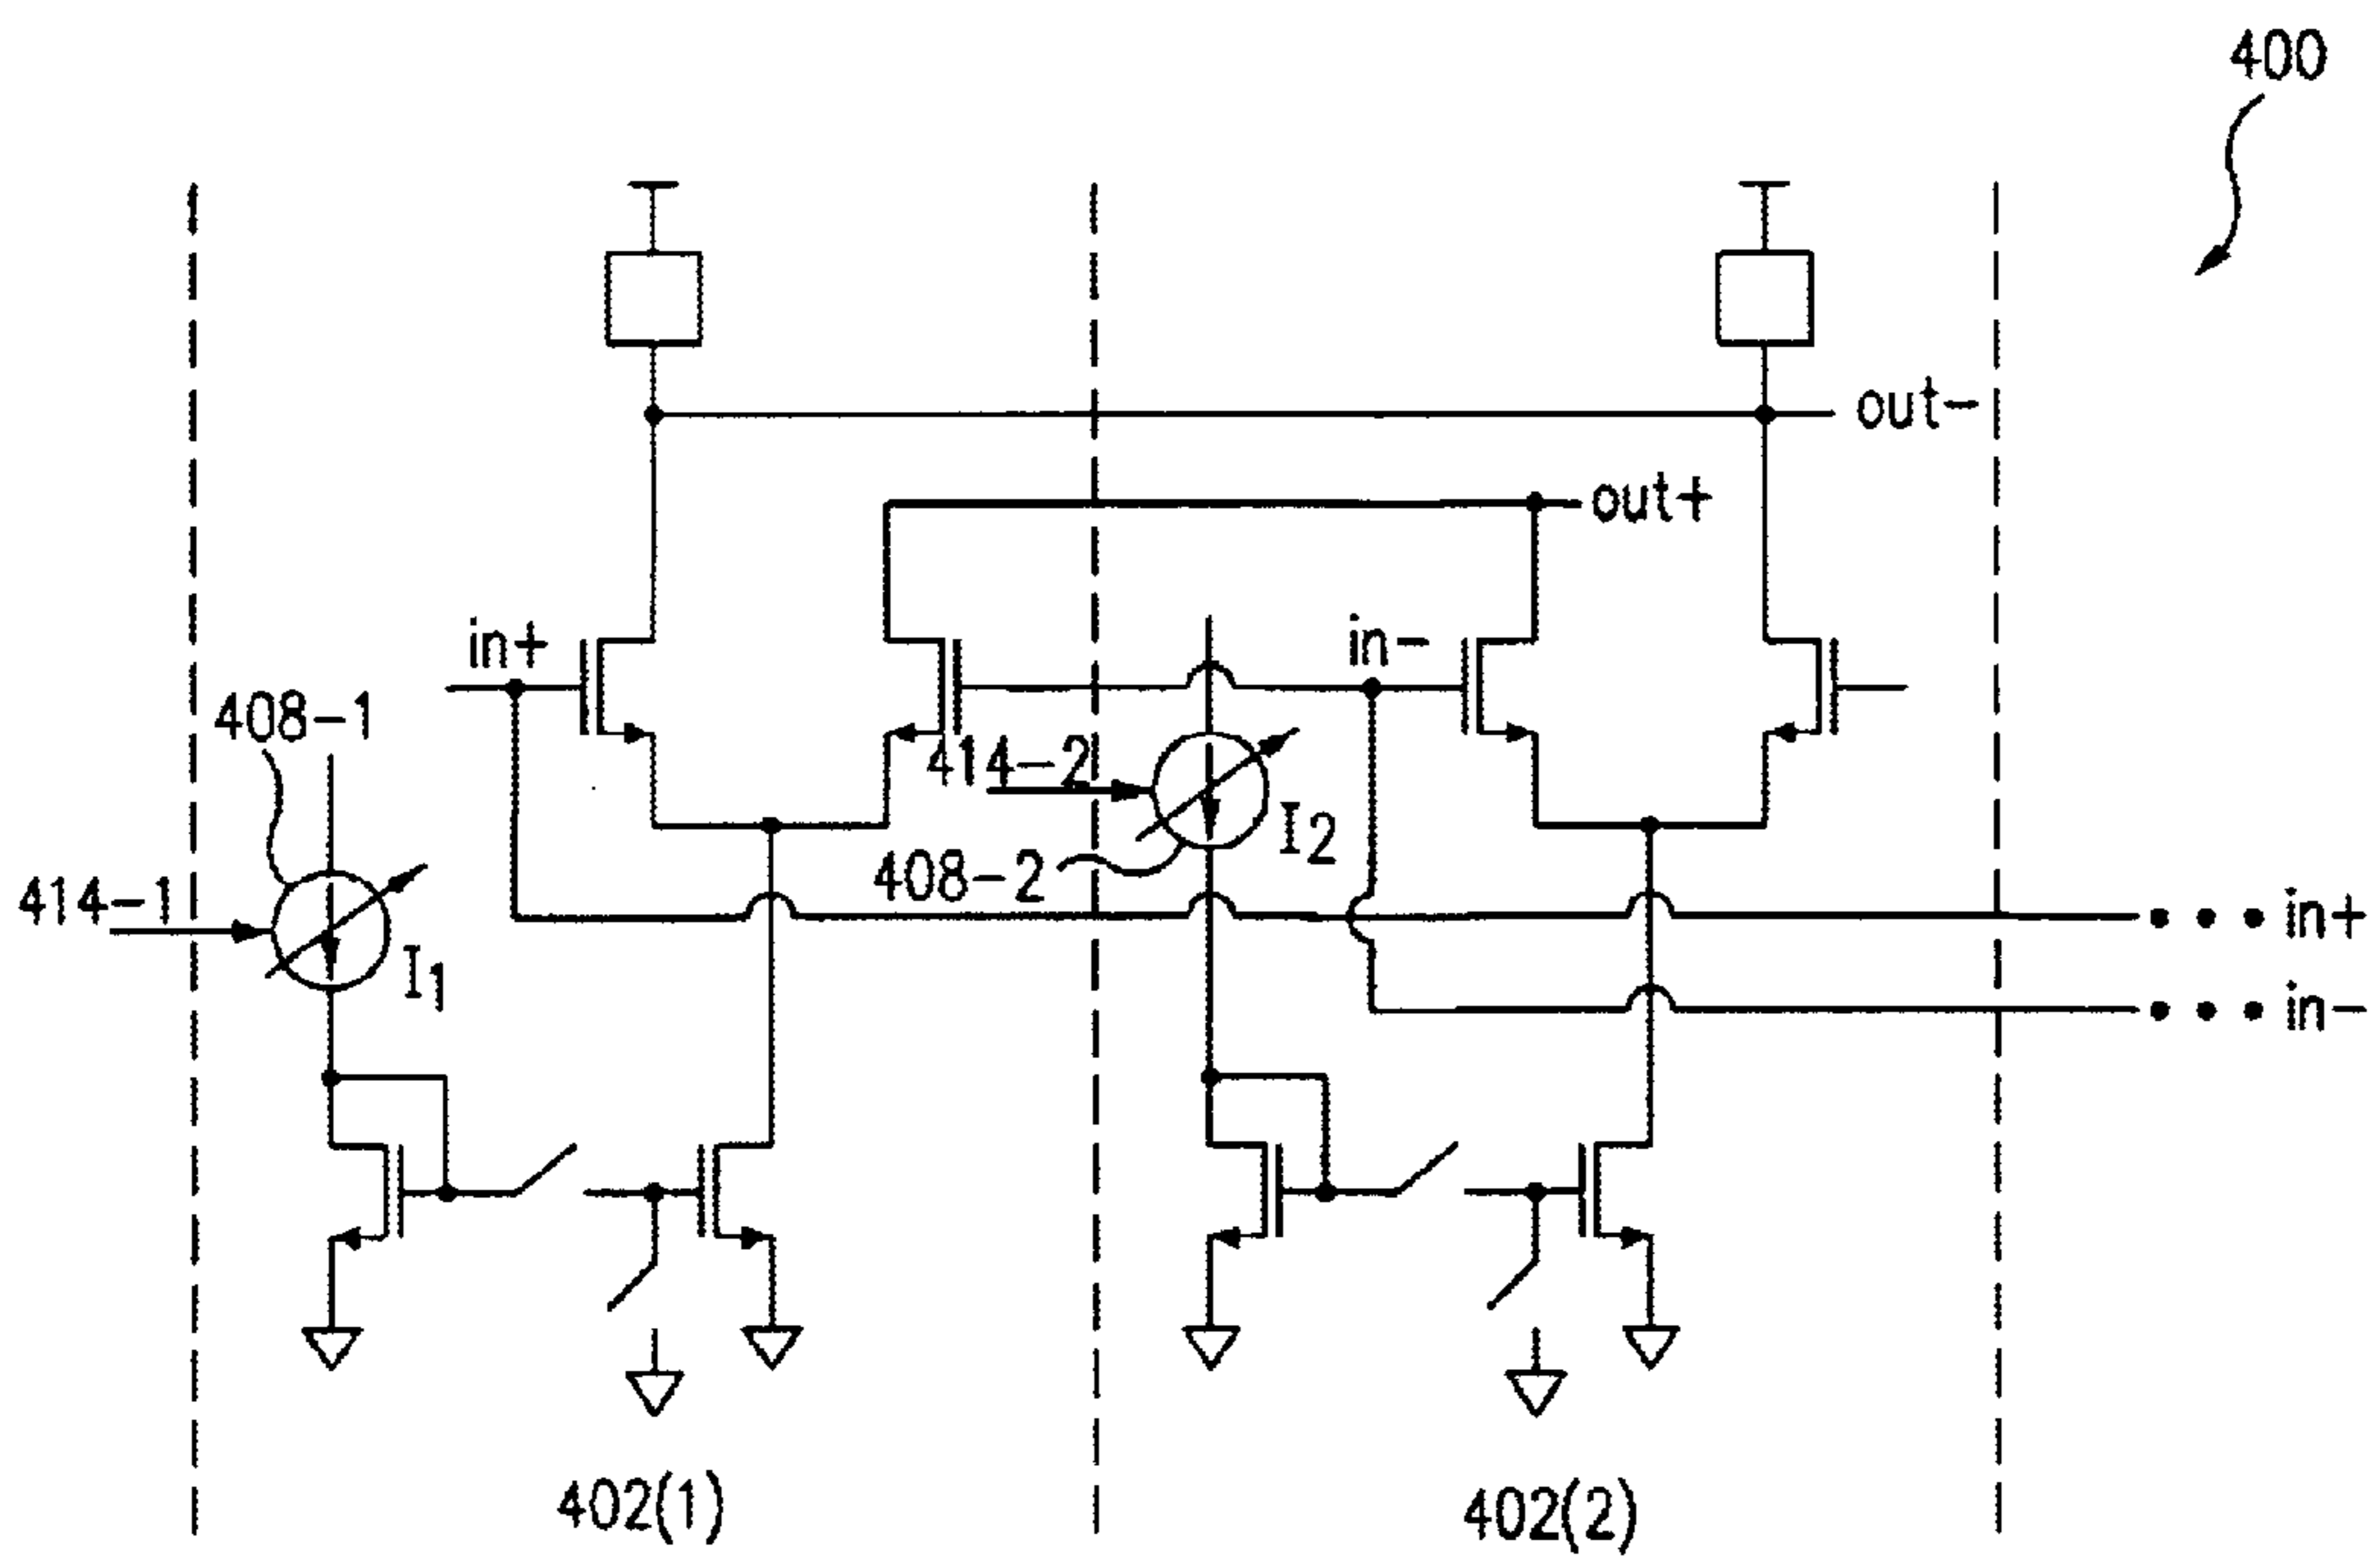 400
out-
out+
in+
in-
408-1
414-2
I2
408-2
414-1
I1
in+
in-
402(1)
402(2)